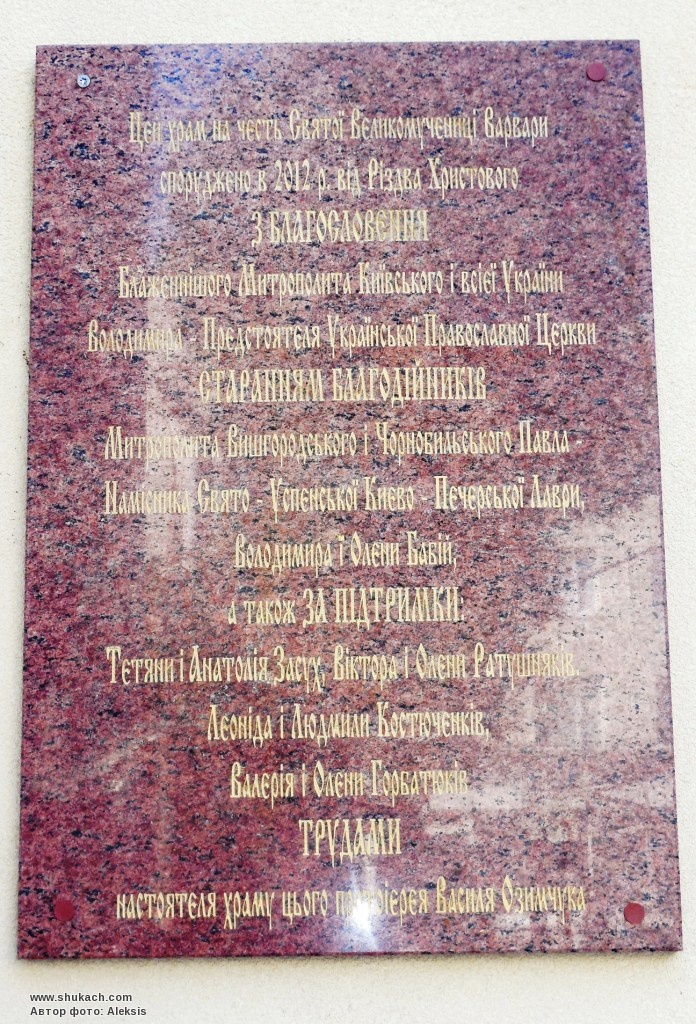 Цей храм на честь Святої Великомучениці Варвари
споруджено в 2012 р. від Різдва Христового
З БЛАГОСЛОВЕННЯ
Блаженнішого Митрополита Київського і всієї України
Володимира - Предстоятеля Української Православної Церкви
СТАРАННЯМ БЛАГОДІЙНИКІВ
Митрополита Вишгородського і Чорнобильського Павла -
Намісника Свято - Успенської Києво - Печерської Лаври,
Володимира і Олени Бабій,
а також ЗА ПІДТРИМКИ:
Тетяни і Анатолія Засух, Віктора і Олени Ратушняків.
Леоніда і Людмили Костюченків,
Валерія і Олени Горбатюків
ТРУДАМИ
настоятеля храму цього протоієрея Василя Озимчука
www.shukach.com
Автор фото: Aleksis